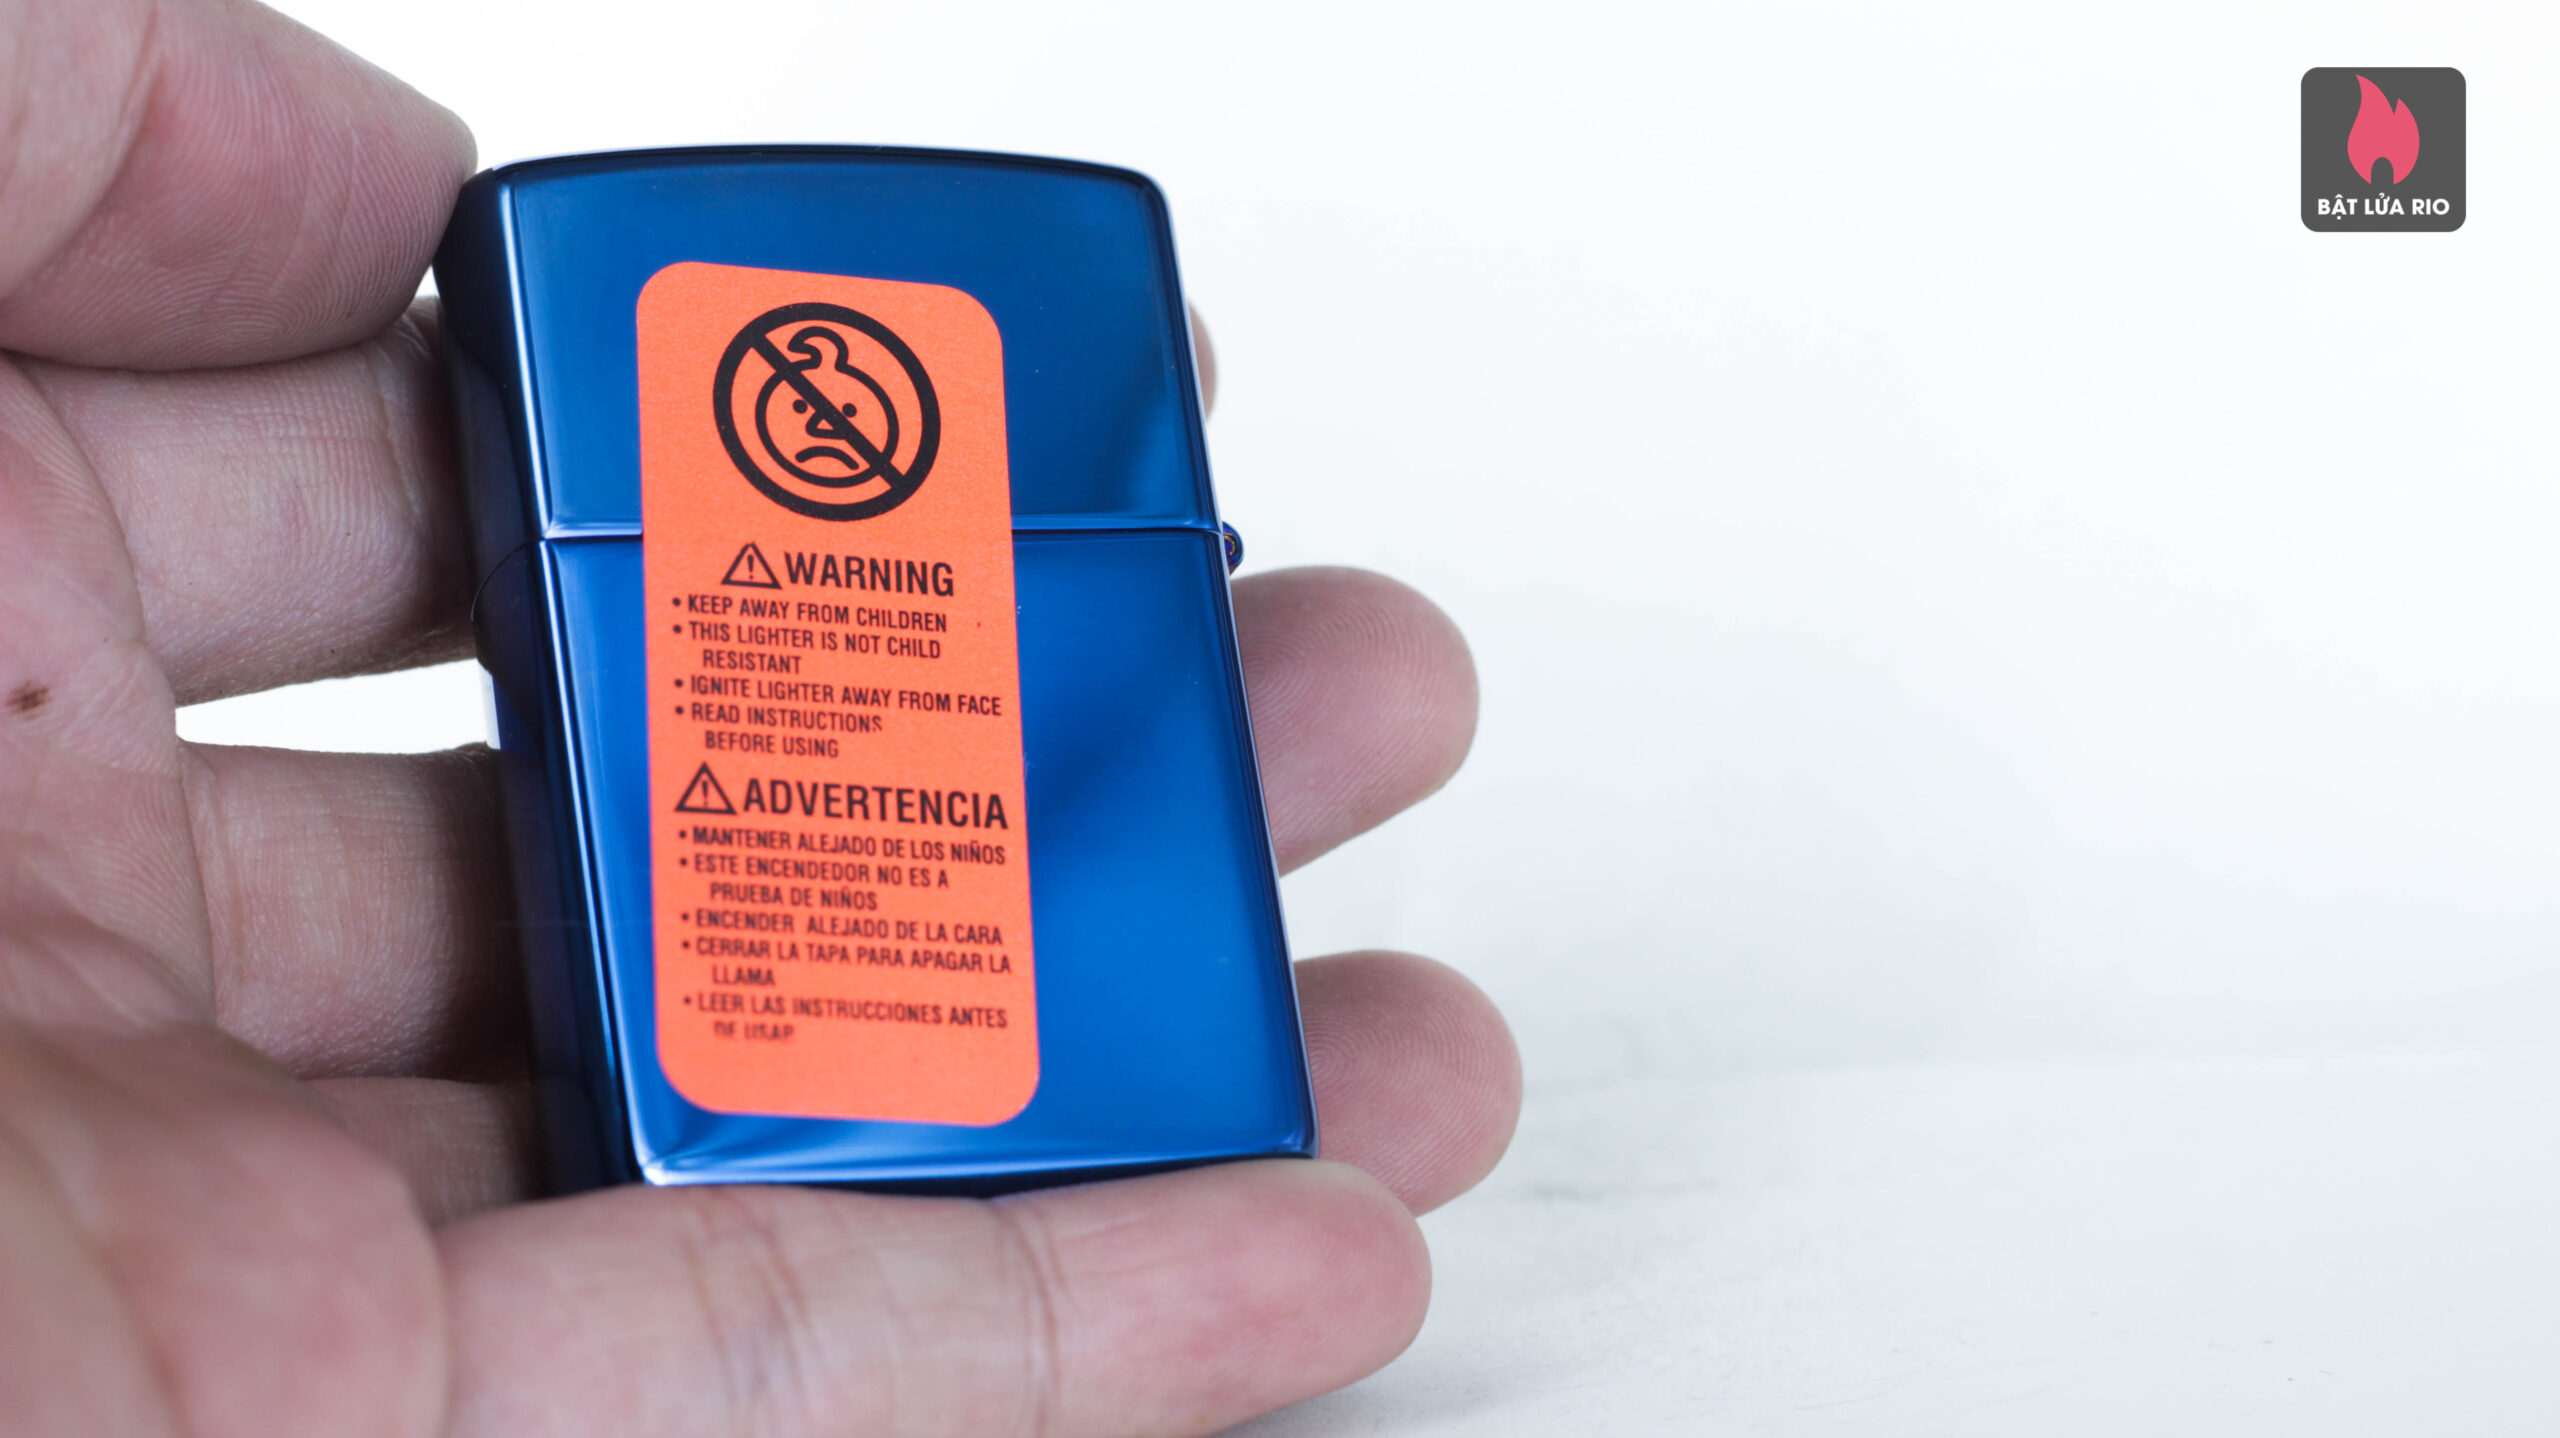 BẬT LỬA RIO
WARNING
• KEEP AWAY FROM CHILDREN
• THIS LIGHTER IS NOT CHILD
RESISTANT
• IGNITE LIGHTER AWAY FROM FACE
• READ INSTRUCTIONS
BEFORE USING
ADVERTENCIA
• MANTENER ALEJADO DE LOS NIÑOS
• ESTE ENCENDEDOR NO ES A
PRUEBA DE NIÑOS
• ENCENDER ALEJADO DE LA CARA
• CERRAR LA TAPA PARA APAGAR LA
LLAMA
• LEER LAS INSTRUCCIONES ANTES
DE USAR